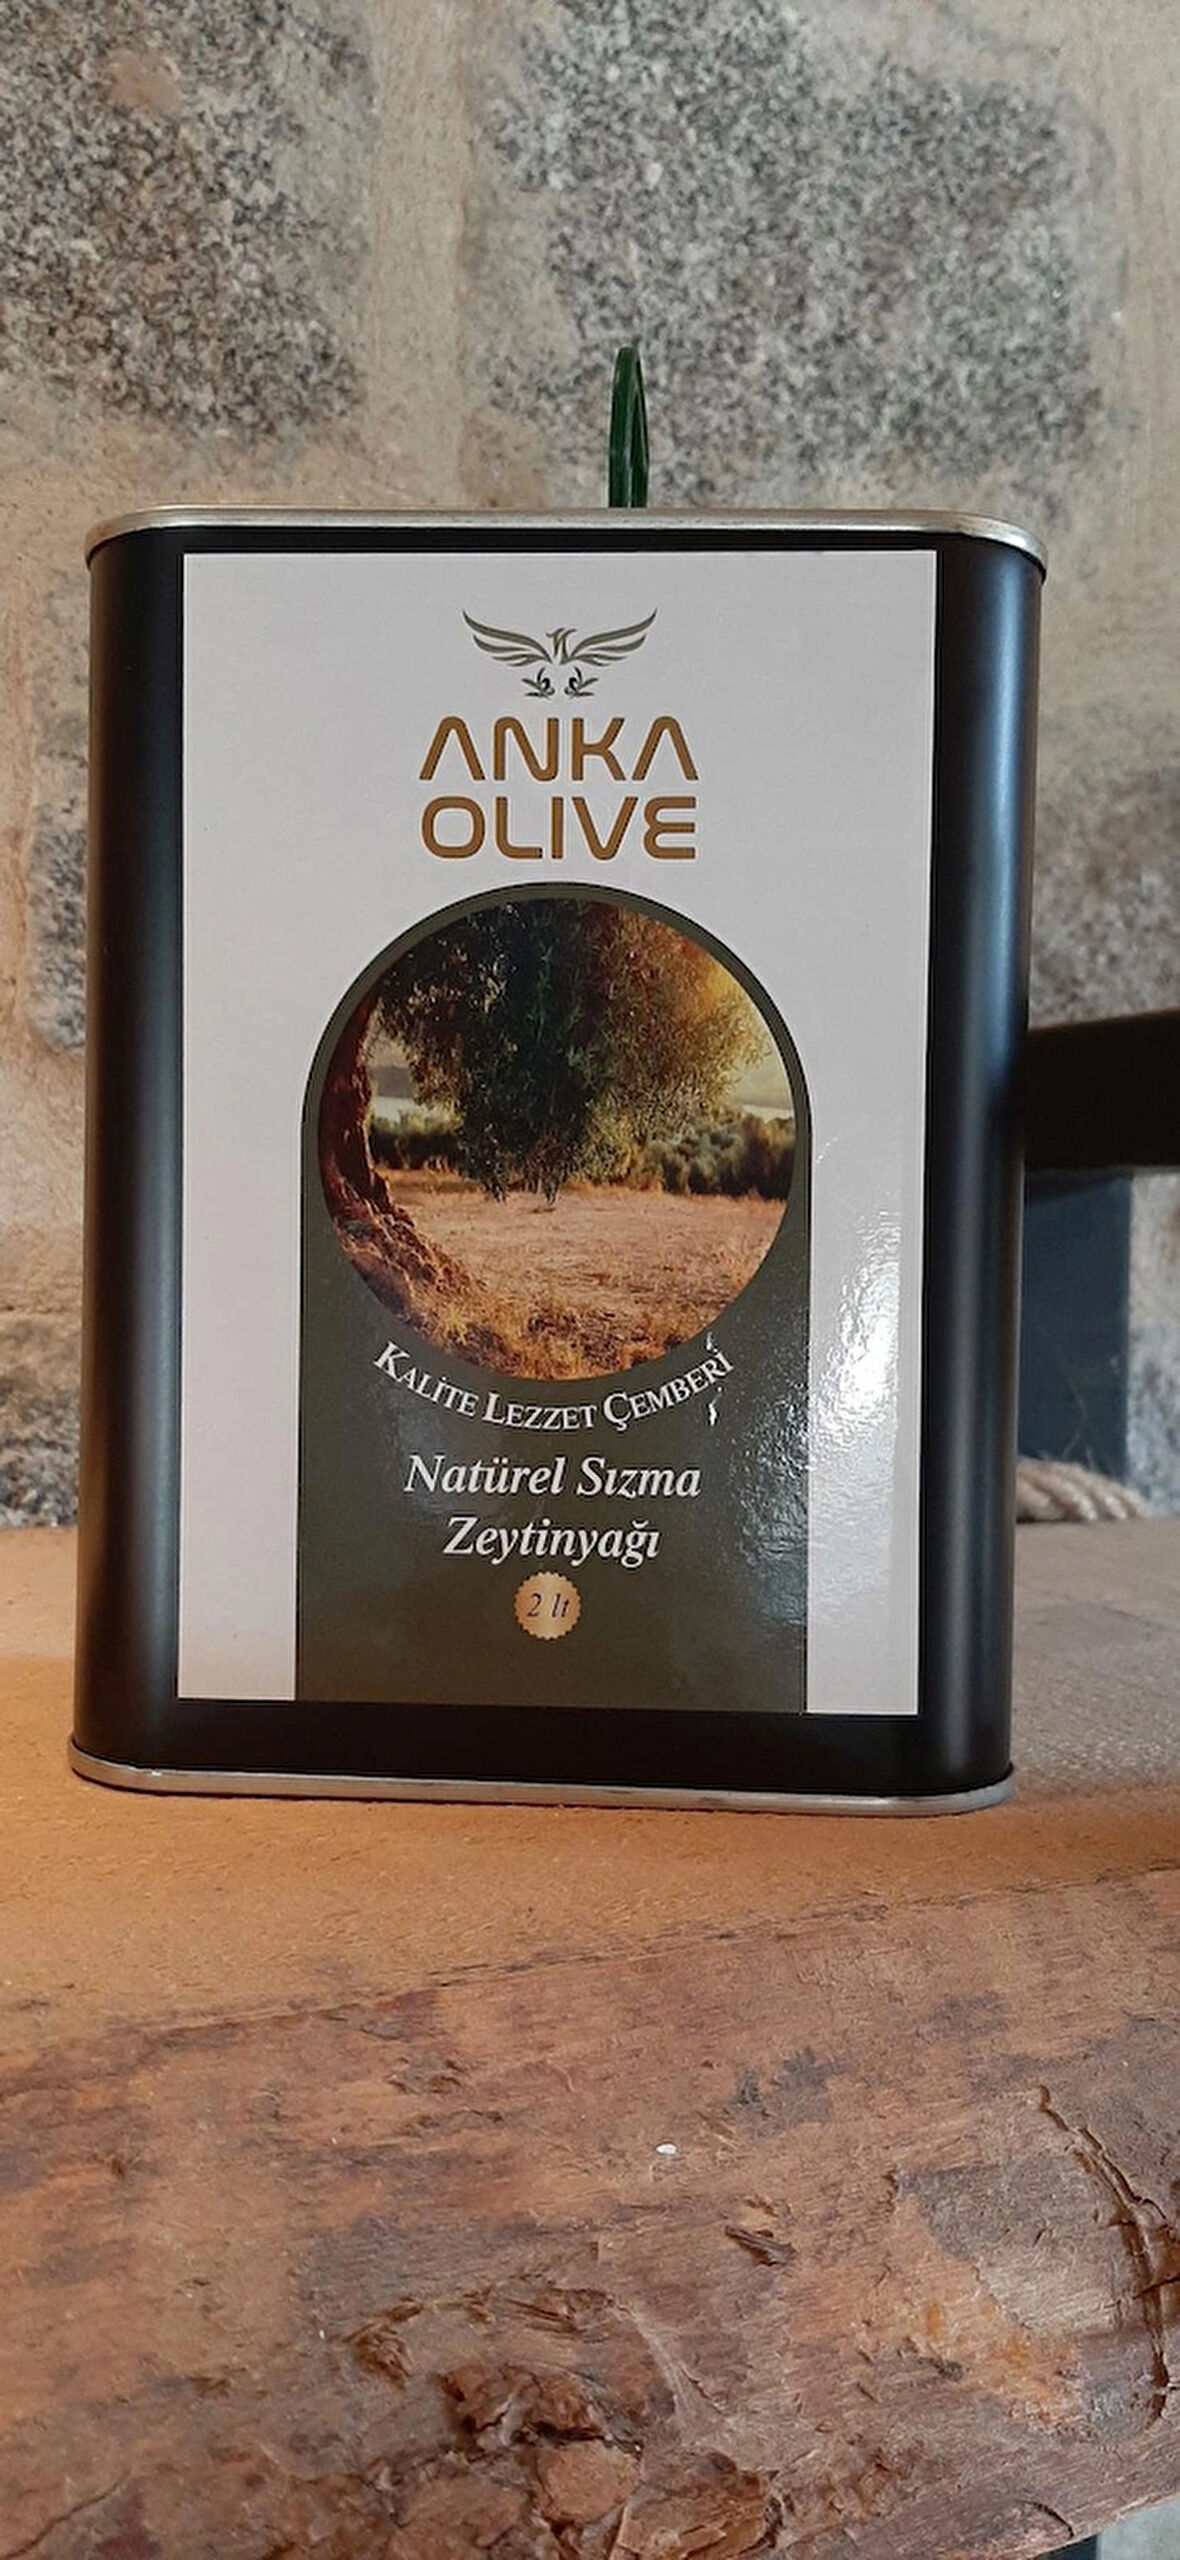 ANKA
OLIVE
KALİTE LEZZET ÇEMBERİ
Natürel Sızma
Zeytinyağı
2 lt